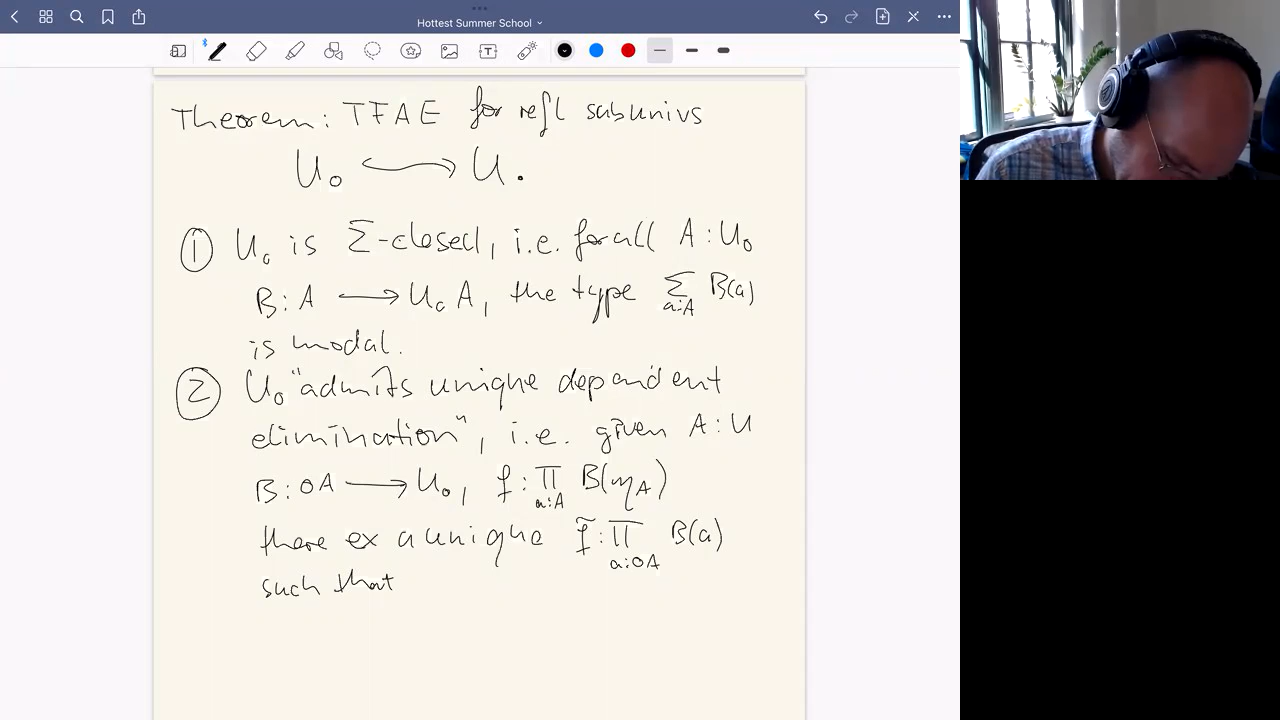 Hottest Summer School
Theorem: TFAE for refl subunivs
U₀ ⟶ U.
① U₀ is Σ-closed, i.e. for all A : U₀
B : A ⟶ U₀ A, the type Σ_{a:A} B(a)
is modal.
② U₀ "admits unique dependent
elimination", i.e. given A : U
B : ○A ⟶ U₀, f : Π_{a:A} B(η_A)
there ex a unique f̃ : Π_{a:○A} B(a)
such that